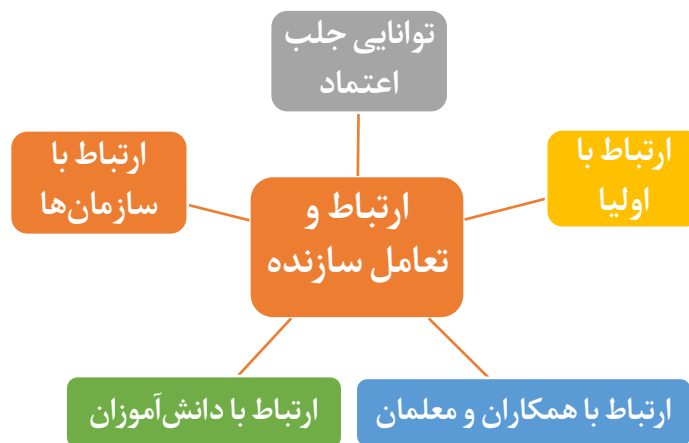 توانایی جلب
اعتماد
ارتباط با
اولیا
ارتباط با
سازمان‌ها
ارتباط و
تعامل سازنده
ارتباط با همکاران و معلمان
ارتباط با دانش‌آموزان